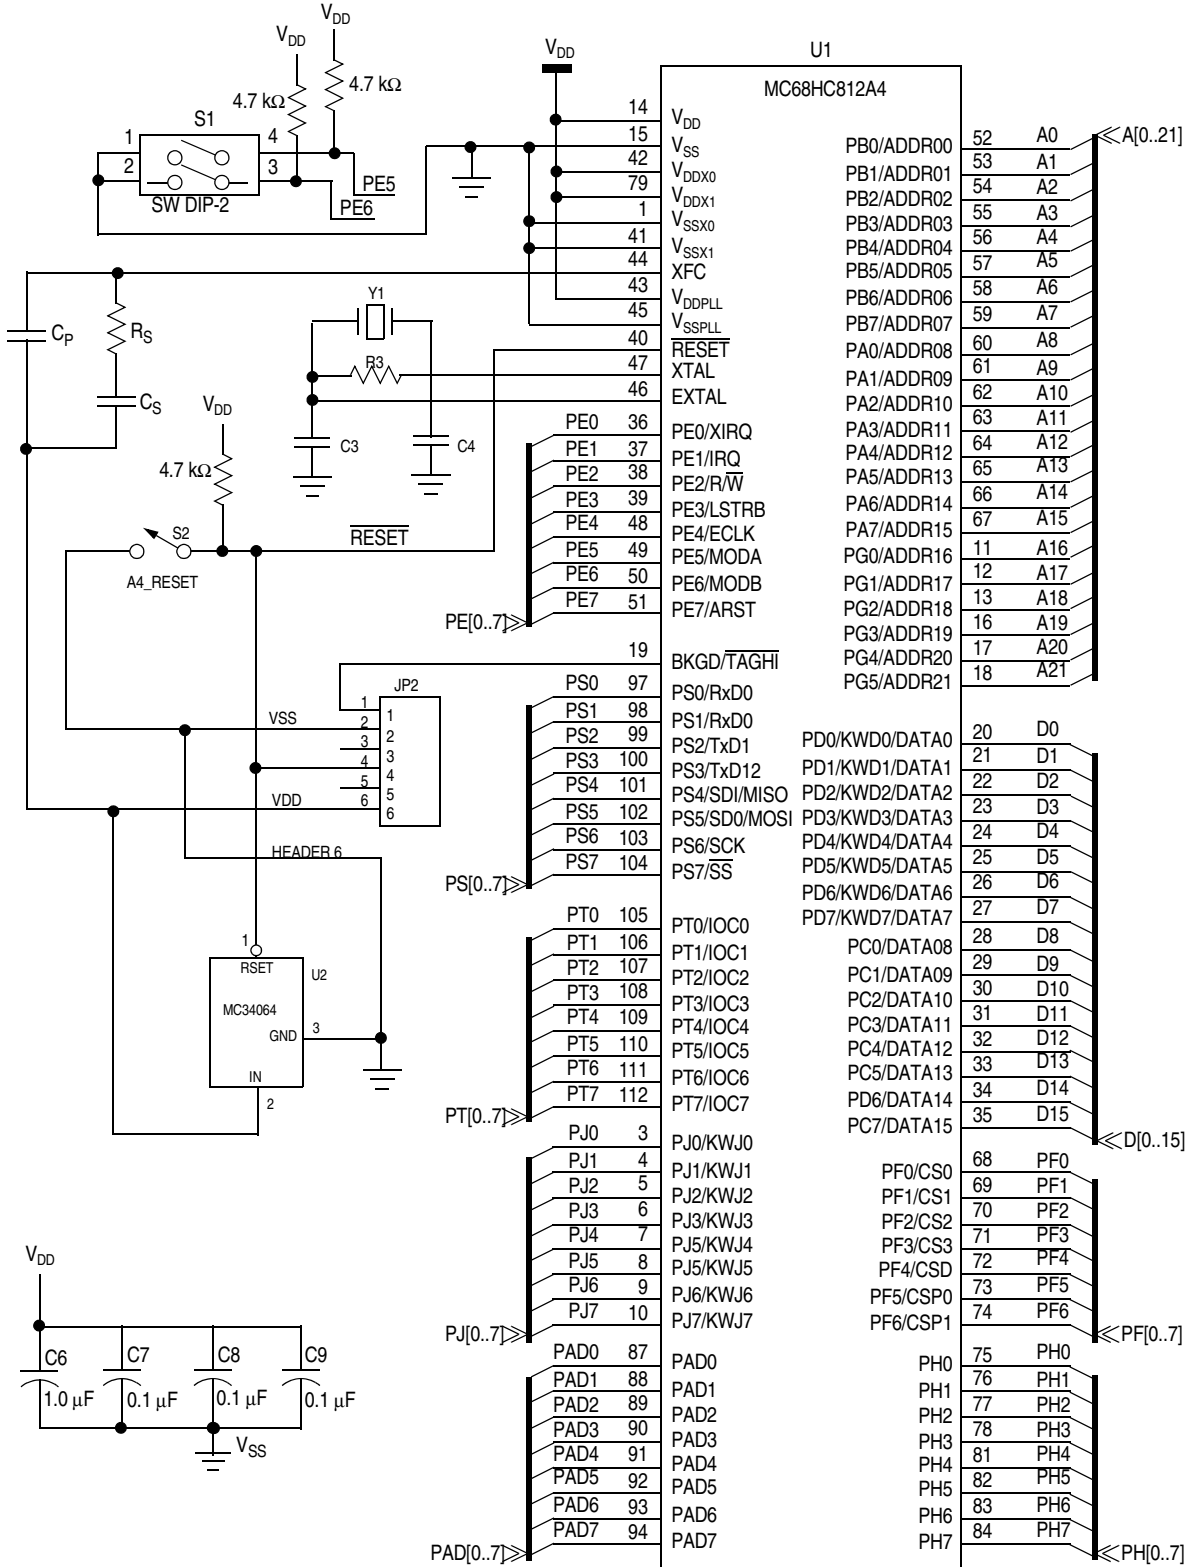 VDD
VDD
4.7 kΩ
4.7 kΩ
S1
1
2
4
3
SW DIP-2
PE5
PE6
VDD
U1
MC68HC812A4
14 VDD
15 VSS
42 VDDX0
79 VDDX1
1 VSSX0
41 VSSX1
44 XFC
43 VDDPLL
45 VSSPLL
40 RESET
47 XTAL
46 EXTAL
CP
RS
CS
Y1
R3
C3
C4
VDD
4.7 kΩ
S2
A4_RESET
RESET
PE0 36 PE0/XIRQ
PE1 37 PE1/IRQ
PE2 38 PE2/R/W
PE3 39 PE3/LSTRB
PE4 48 PE4/ECLK
PE5 49 PE5/MODA
PE6 50 PE6/MODB
PE7 51 PE7/ARST
PE[0..7]
19 BKGD/TAGHI
JP2
1 1
VSS 2 2
3 3
4 4
5 5
VDD 6 6
HEADER 6
PS0 97 PS0/RxD0
PS1 98 PS1/RxD0
PS2 99 PS2/TxD1
PS3 100 PS3/TxD12
PS4 101 PS4/SDI/MISO
PS5 102 PS5/SD0/MOSI
PS6 103 PS6/SCK
PS7 104 PS7/SS
PS[0..7]
1
RSET
U2
MC34064
GND 3
IN
2
PT0 105 PT0/IOC0
PT1 106 PT1/IOC1
PT2 107 PT2/IOC2
PT3 108 PT3/IOC3
PT4 109 PT4/IOC4
PT5 110 PT5/IOC5
PT6 111 PT6/IOC6
PT7 112 PT7/IOC7
PT[0..7]
PJ0 3 PJ0/KWJ0
PJ1 4 PJ1/KWJ1
PJ2 5 PJ2/KWJ2
PJ3 6 PJ3/KWJ3
PJ4 7 PJ5/KWJ4
PJ5 8 PJ5/KWJ5
PJ6 9 PJ6/KWJ6
PJ7 10 PJ7/KWJ7
PJ[0..7]
PAD0 87 PAD0
PAD1 88 PAD1
PAD2 89 PAD2
PAD3 90 PAD3
PAD4 91 PAD4
PAD5 92 PAD5
PAD6 93 PAD6
PAD7 94 PAD7
PAD[0..7]
VDD
C6
1.0 µF
C7
0.1 µF
C8
0.1 µF
C9
0.1 µF
VSS
PB0/ADDR00 52 A0
A[0..21]
PB1/ADDR01 53 A1
PB2/ADDR02 54 A2
PB3/ADDR03 55 A3
PB4/ADDR04 56 A4
PB5/ADDR05 57 A5
PB6/ADDR06 58 A6
PB7/ADDR07 59 A7
PA0/ADDR08 60 A8
PA1/ADDR09 61 A9
PA2/ADDR10 62 A10
PA3/ADDR11 63 A11
PA4/ADDR12 64 A12
PA5/ADDR13 65 A13
PA6/ADDR14 66 A14
PA7/ADDR15 67 A15
PG0/ADDR16 11 A16
PG1/ADDR17 12 A17
PG2/ADDR18 13 A18
PG3/ADDR19 16 A19
PG4/ADDR20 17 A20
PG5/ADDR21 18 A21
PD0/KWD0/DATA0 20 D0
PD1/KWD1/DATA1 21 D1
PD2/KWD2/DATA2 22 D2
PD3/KWD3/DATA3 23 D3
PD4/KWD4/DATA4 24 D4
PD5/KWD5/DATA5 25 D5
PD6/KWD6/DATA6 26 D6
PD7/KWD7/DATA7 27 D7
PC0/DATA08 28 D8
PC1/DATA09 29 D9
PC2/DATA10 30 D10
PC3/DATA11 31 D11
PC4/DATA12 32 D12
PC5/DATA13 33 D13
PD6/DATA14 34 D14
PC7/DATA15 35 D15
D[0..15]
PF0/CS0 68 PF0
PF1/CS1 69 PF1
PF2/CS2 70 PF2
PF3/CS3 71 PF3
PF4/CSD 72 PF4
PF5/CSP0 73 PF5
PF6/CSP1 74 PF6
PF[0..7]
PH0 75 PH0
PH1 76 PH1
PH2 77 PH2
PH3 78 PH3
PH4 81 PH4
PH5 82 PH5
PH6 83 PH6
PH7 84 PH7
PH[0..7]